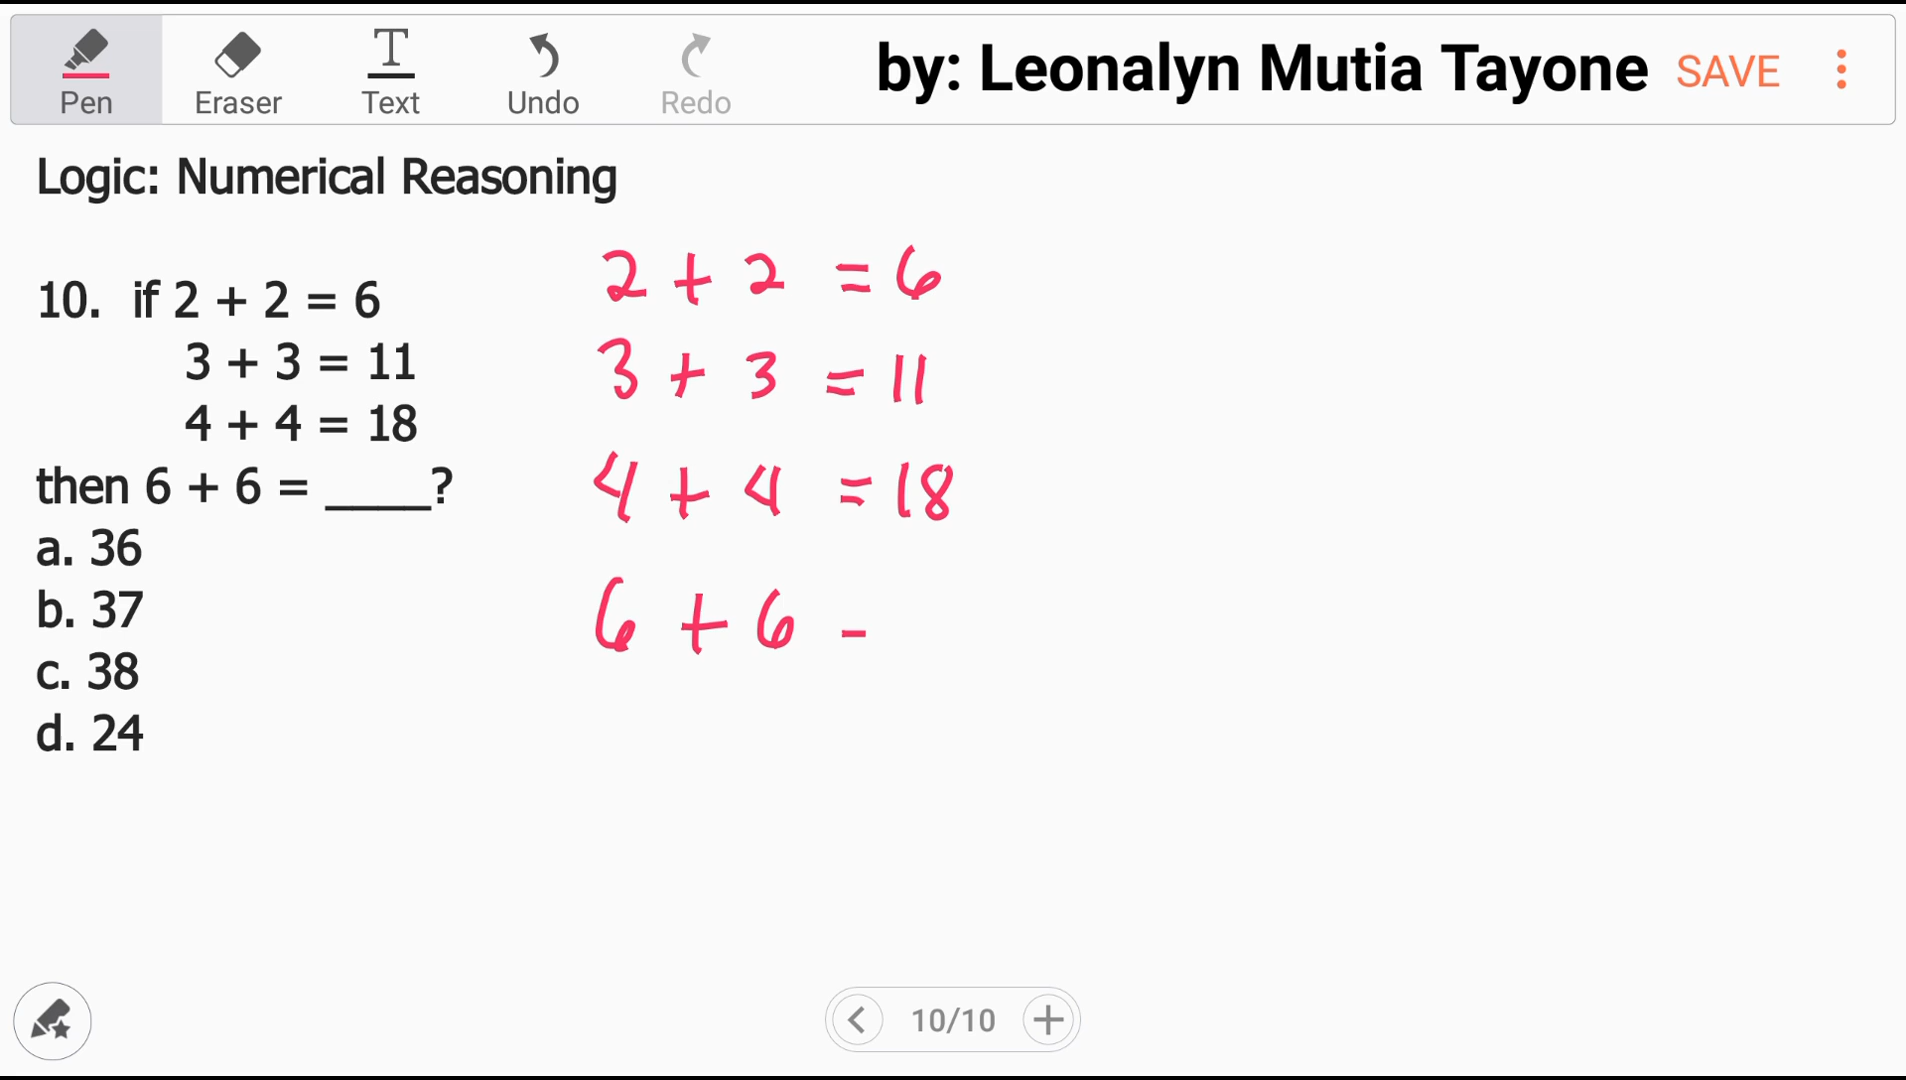 Pen
Eraser
Text
Undo
Redo
by: Leonalyn Mutia Tayone
SAVE
Logic: Numerical Reasoning
10. if 2 + 2 = 6
3 + 3 = 11
4 + 4 = 18
then 6 + 6 = ____?
a. 36
b. 37
c. 38
d. 24
2 + 2 = 6
3 + 3 = 11
4 + 4 = 18
6 + 6 -
10/10